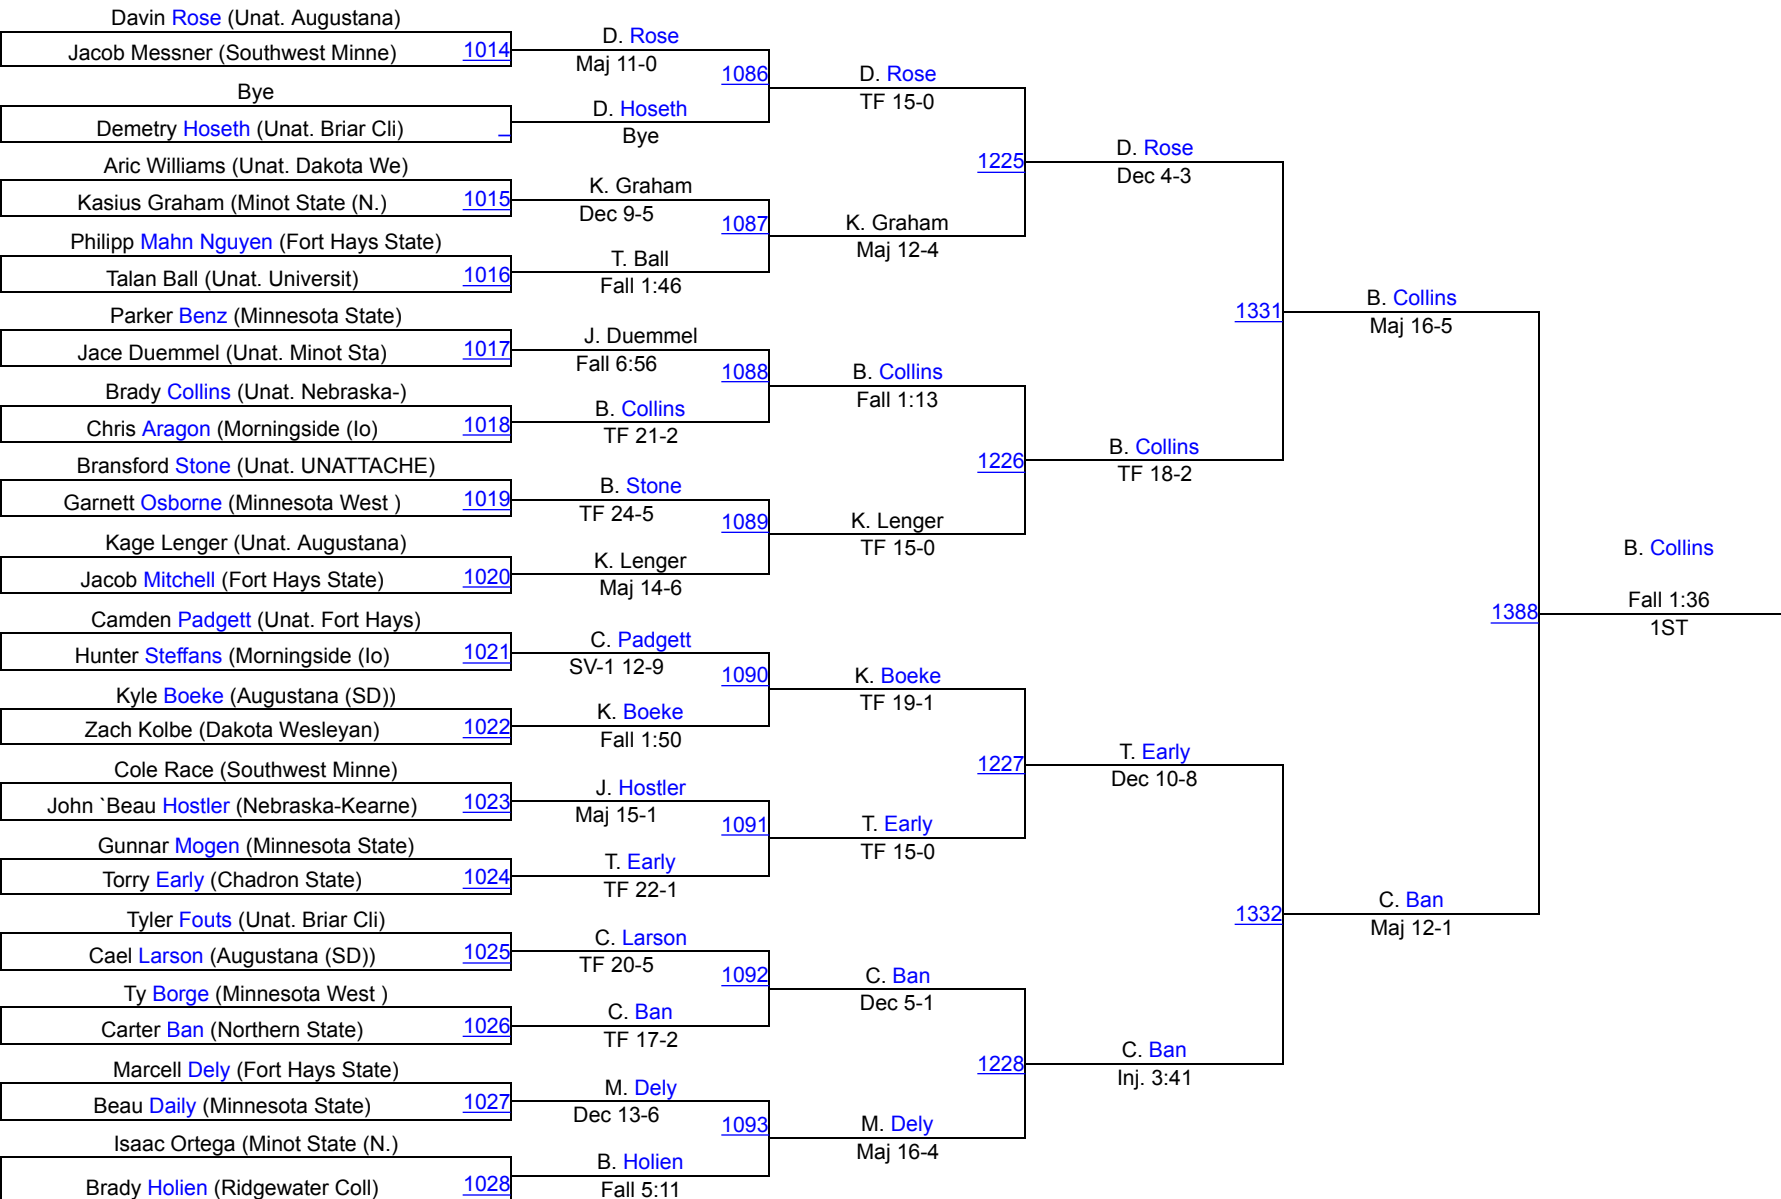 Davin Rose (Unat. Augustana)
Jacob Messner (Southwest Minne)
1014
Bye
Demetry Hoseth (Unat. Briar Cli)
Aric Williams (Unat. Dakota We)
Kasius Graham (Minot State (N.)
1015
Philipp Mahn Nguyen (Fort Hays State)
Talan Ball (Unat. Universit)
1016
Parker Benz (Minnesota State)
Jace Duemmel (Unat. Minot Sta)
1017
Brady Collins (Unat. Nebraska-)
Chris Aragon (Morningside (Io)
1018
Bransford Stone (Unat. UNATTACHE)
Garnett Osborne (Minnesota West )
1019
Kage Lenger (Unat. Augustana)
Jacob Mitchell (Fort Hays State)
1020
Camden Padgett (Unat. Fort Hays)
Hunter Steffans (Morningside (Io)
1021
Kyle Boeke (Augustana (SD))
Zach Kolbe (Dakota Wesleyan)
1022
Cole Race (Southwest Minne)
John `Beau Hostler (Nebraska-Kearne)
1023
Gunnar Mogen (Minnesota State)
Torry Early (Chadron State)
1024
Tyler Fouts (Unat. Briar Cli)
Cael Larson (Augustana (SD))
1025
Ty Borge (Minnesota West )
Carter Ban (Northern State)
1026
Marcell Dely (Fort Hays State)
Beau Daily (Minnesota State)
1027
Isaac Ortega (Minot State (N.)
Brady Holien (Ridgewater Coll)
1028
D. Rose
Maj 11-0
1086
D. Hoseth
Bye
K. Graham
Dec 9-5
1087
T. Ball
Fall 1:46
J. Duemmel
Fall 6:56
1088
B. Collins
TF 21-2
B. Stone
TF 24-5
1089
K. Lenger
Maj 14-6
C. Padgett
SV-1 12-9
1090
K. Boeke
Fall 1:50
J. Hostler
Maj 15-1
1091
T. Early
TF 22-1
C. Larson
TF 20-5
1092
C. Ban
TF 17-2
M. Dely
Dec 13-6
1093
B. Holien
Fall 5:11
D. Rose
TF 15-0
1225
K. Graham
Maj 12-4
B. Collins
Fall 1:13
1226
K. Lenger
TF 15-0
K. Boeke
TF 19-1
1227
T. Early
TF 15-0
C. Ban
Dec 5-1
1228
M. Dely
Maj 16-4
D. Rose
Dec 4-3
1331
B. Collins
TF 18-2
T. Early
Dec 10-8
1332
C. Ban
Inj. 3:41
B. Collins
Maj 16-5
1388
C. Ban
Maj 12-1
B. Collins
Fall 1:36
1ST